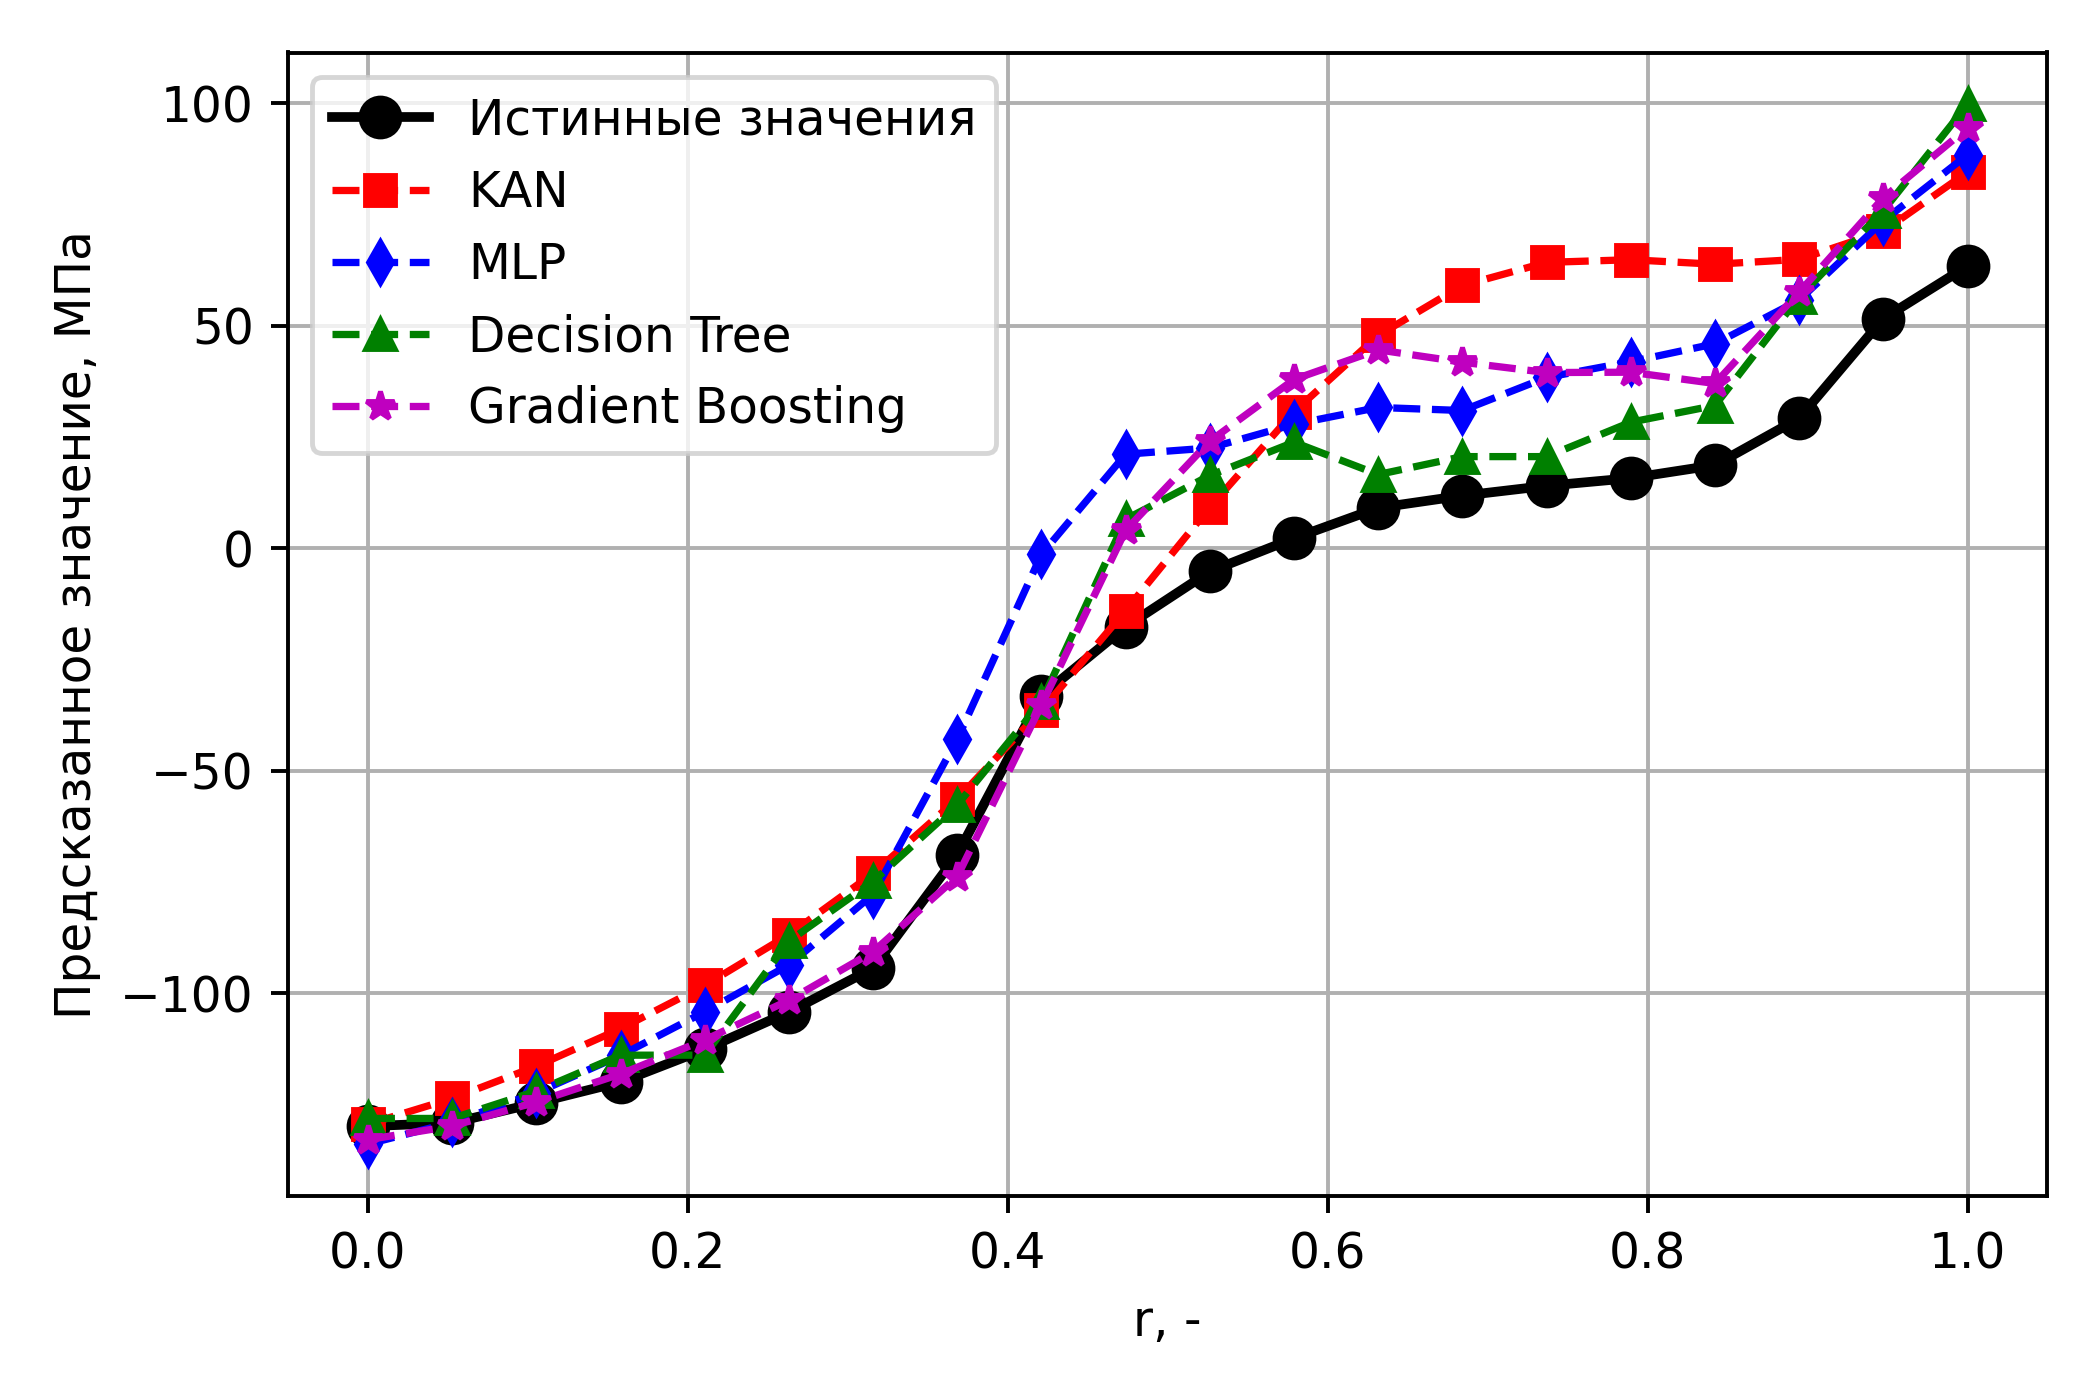 Истинные значения
KAN
MLP
Decision Tree
Gradient Boosting
Предсказанное значение, МПа
100
50
0
−50
−100
0.0 0.2 0.4 0.6 0.8 1.0
r, -